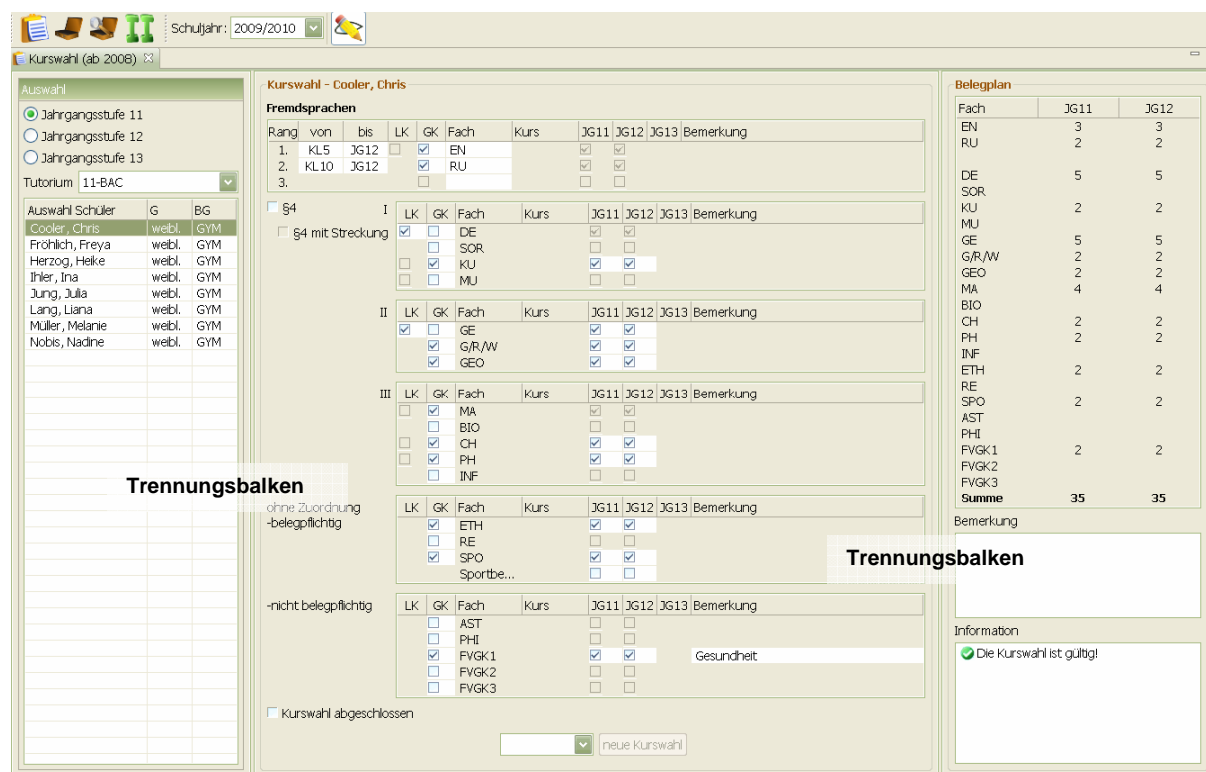 Schuljahr: 2009/2010
Kurswahl (ab 2008)
Auswahl
Jahrgangsstufe 11
Jahrgangsstufe 12
Jahrgangsstufe 13
Tutorium 11-BAC
Auswahl Schüler G BG
Cooler, Chris weibl. GYM
Fröhlich, Freya weibl. GYM
Herzog, Heike weibl. GYM
Ihler, Ina weibl. GYM
Jung, Julia weibl. GYM
Lang, Liana weibl. GYM
Müller, Melanie weibl. GYM
Nobis, Nadine weibl. GYM
Trennungsbalken
Kurswahl - Cooler, Chris
Fremdsprachen
Rang von bis LK GK Fach Kurs JG11 JG12 JG13 Bemerkung
1. KL5 JG12 EN
2. KL10 JG12 RU
3.
§4 I LK GK Fach Kurs JG11 JG12 JG13 Bemerkung
§4 mit Streckung DE
SOR
KU
MU
II LK GK Fach Kurs JG11 JG12 JG13 Bemerkung
GE
G/R/W
GEO
III LK GK Fach Kurs JG11 JG12 JG13 Bemerkung
MA
BIO
CH
PH
INF
ohne Zuordnung LK GK Fach Kurs JG11 JG12 JG13 Bemerkung
-belegpflichtig ETH
RE
SPO
Sportbe...
-nicht belegpflichtig LK GK Fach Kurs JG11 JG12 JG13 Bemerkung
AST
PHI
FVGK1 Gesundheit
FVGK2
FVGK3
Kurswahl abgeschlossen
neue Kurswahl
Trennungsbalken
Belegplan
Fach JG11 JG12
EN 3 3
RU 2 2
DE 5 5
SOR
KU 2 2
MU
GE 5 5
G/R/W 2 2
GEO 2 2
MA 4 4
BIO
CH 2 2
PH 2 2
INF
ETH 2 2
RE
SPO 2 2
AST
PHI
FVGK1 2 2
FVGK2
FVGK3
Summe 35 35
Bemerkung
Information
Die Kurswahl ist gültig!